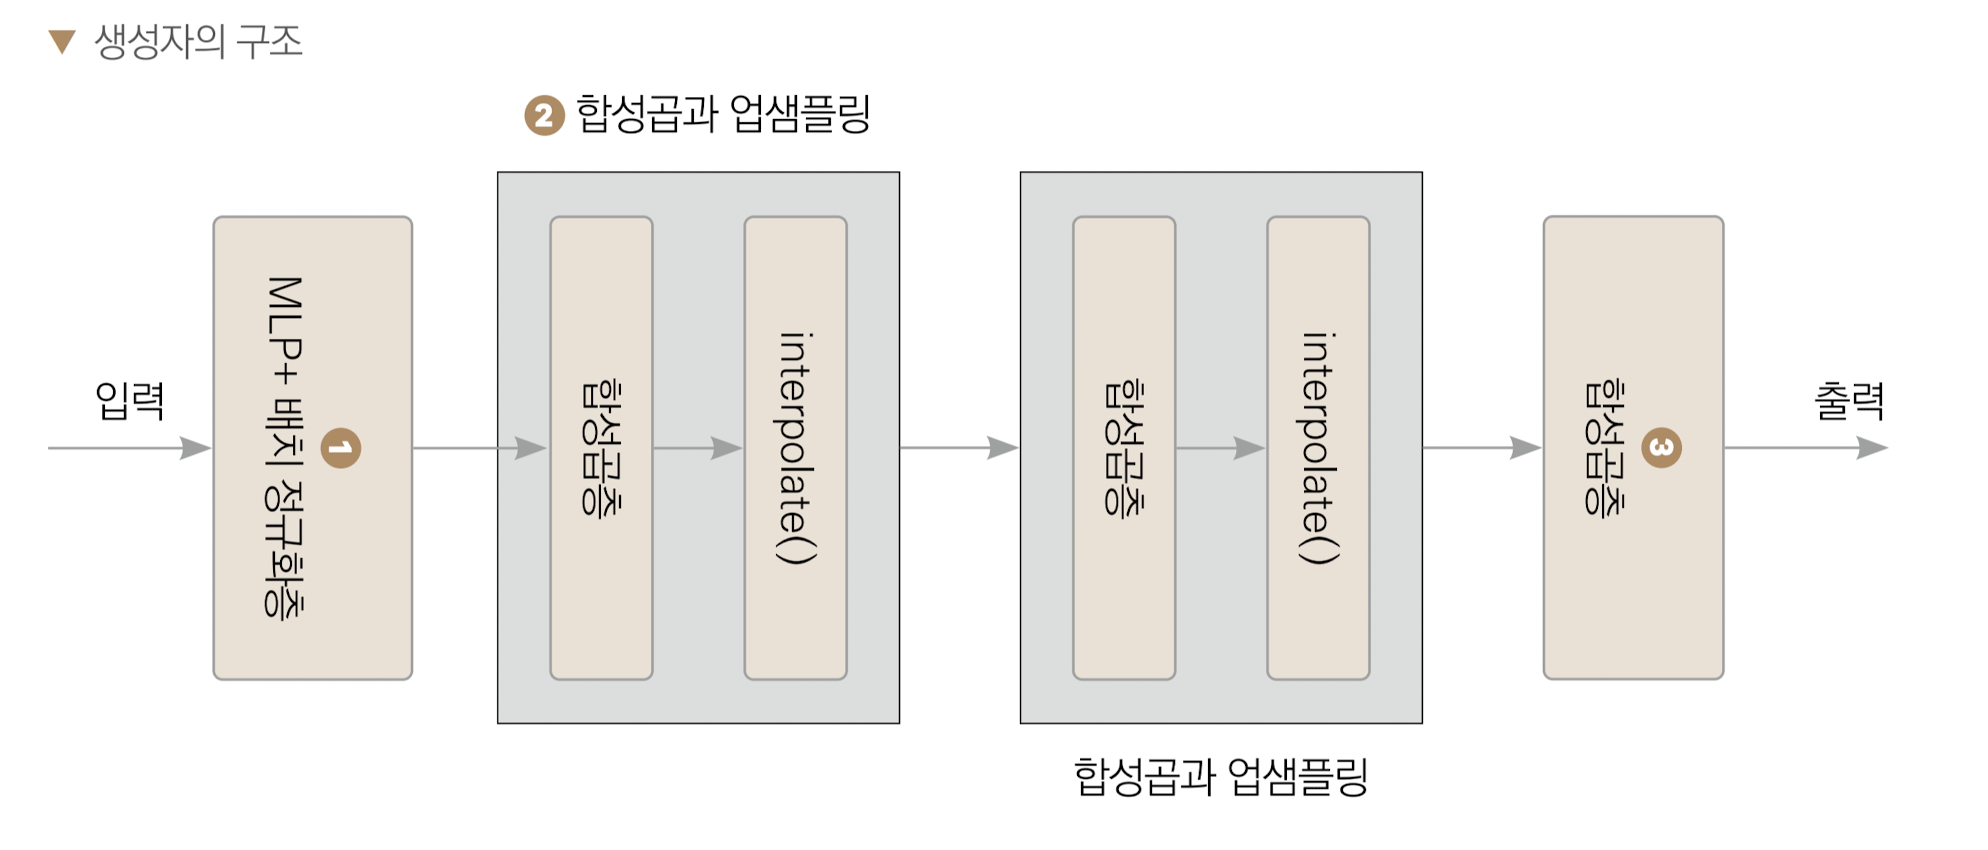 ▼ 생성자의 구조
❷ 합성곱과 업샘플링
입력
MLP+ 배치 정규화층
❶
합성곱층
interpolate()
합성곱층
interpolate()
합성곱층
❸
출력
합성곱과 업샘플링